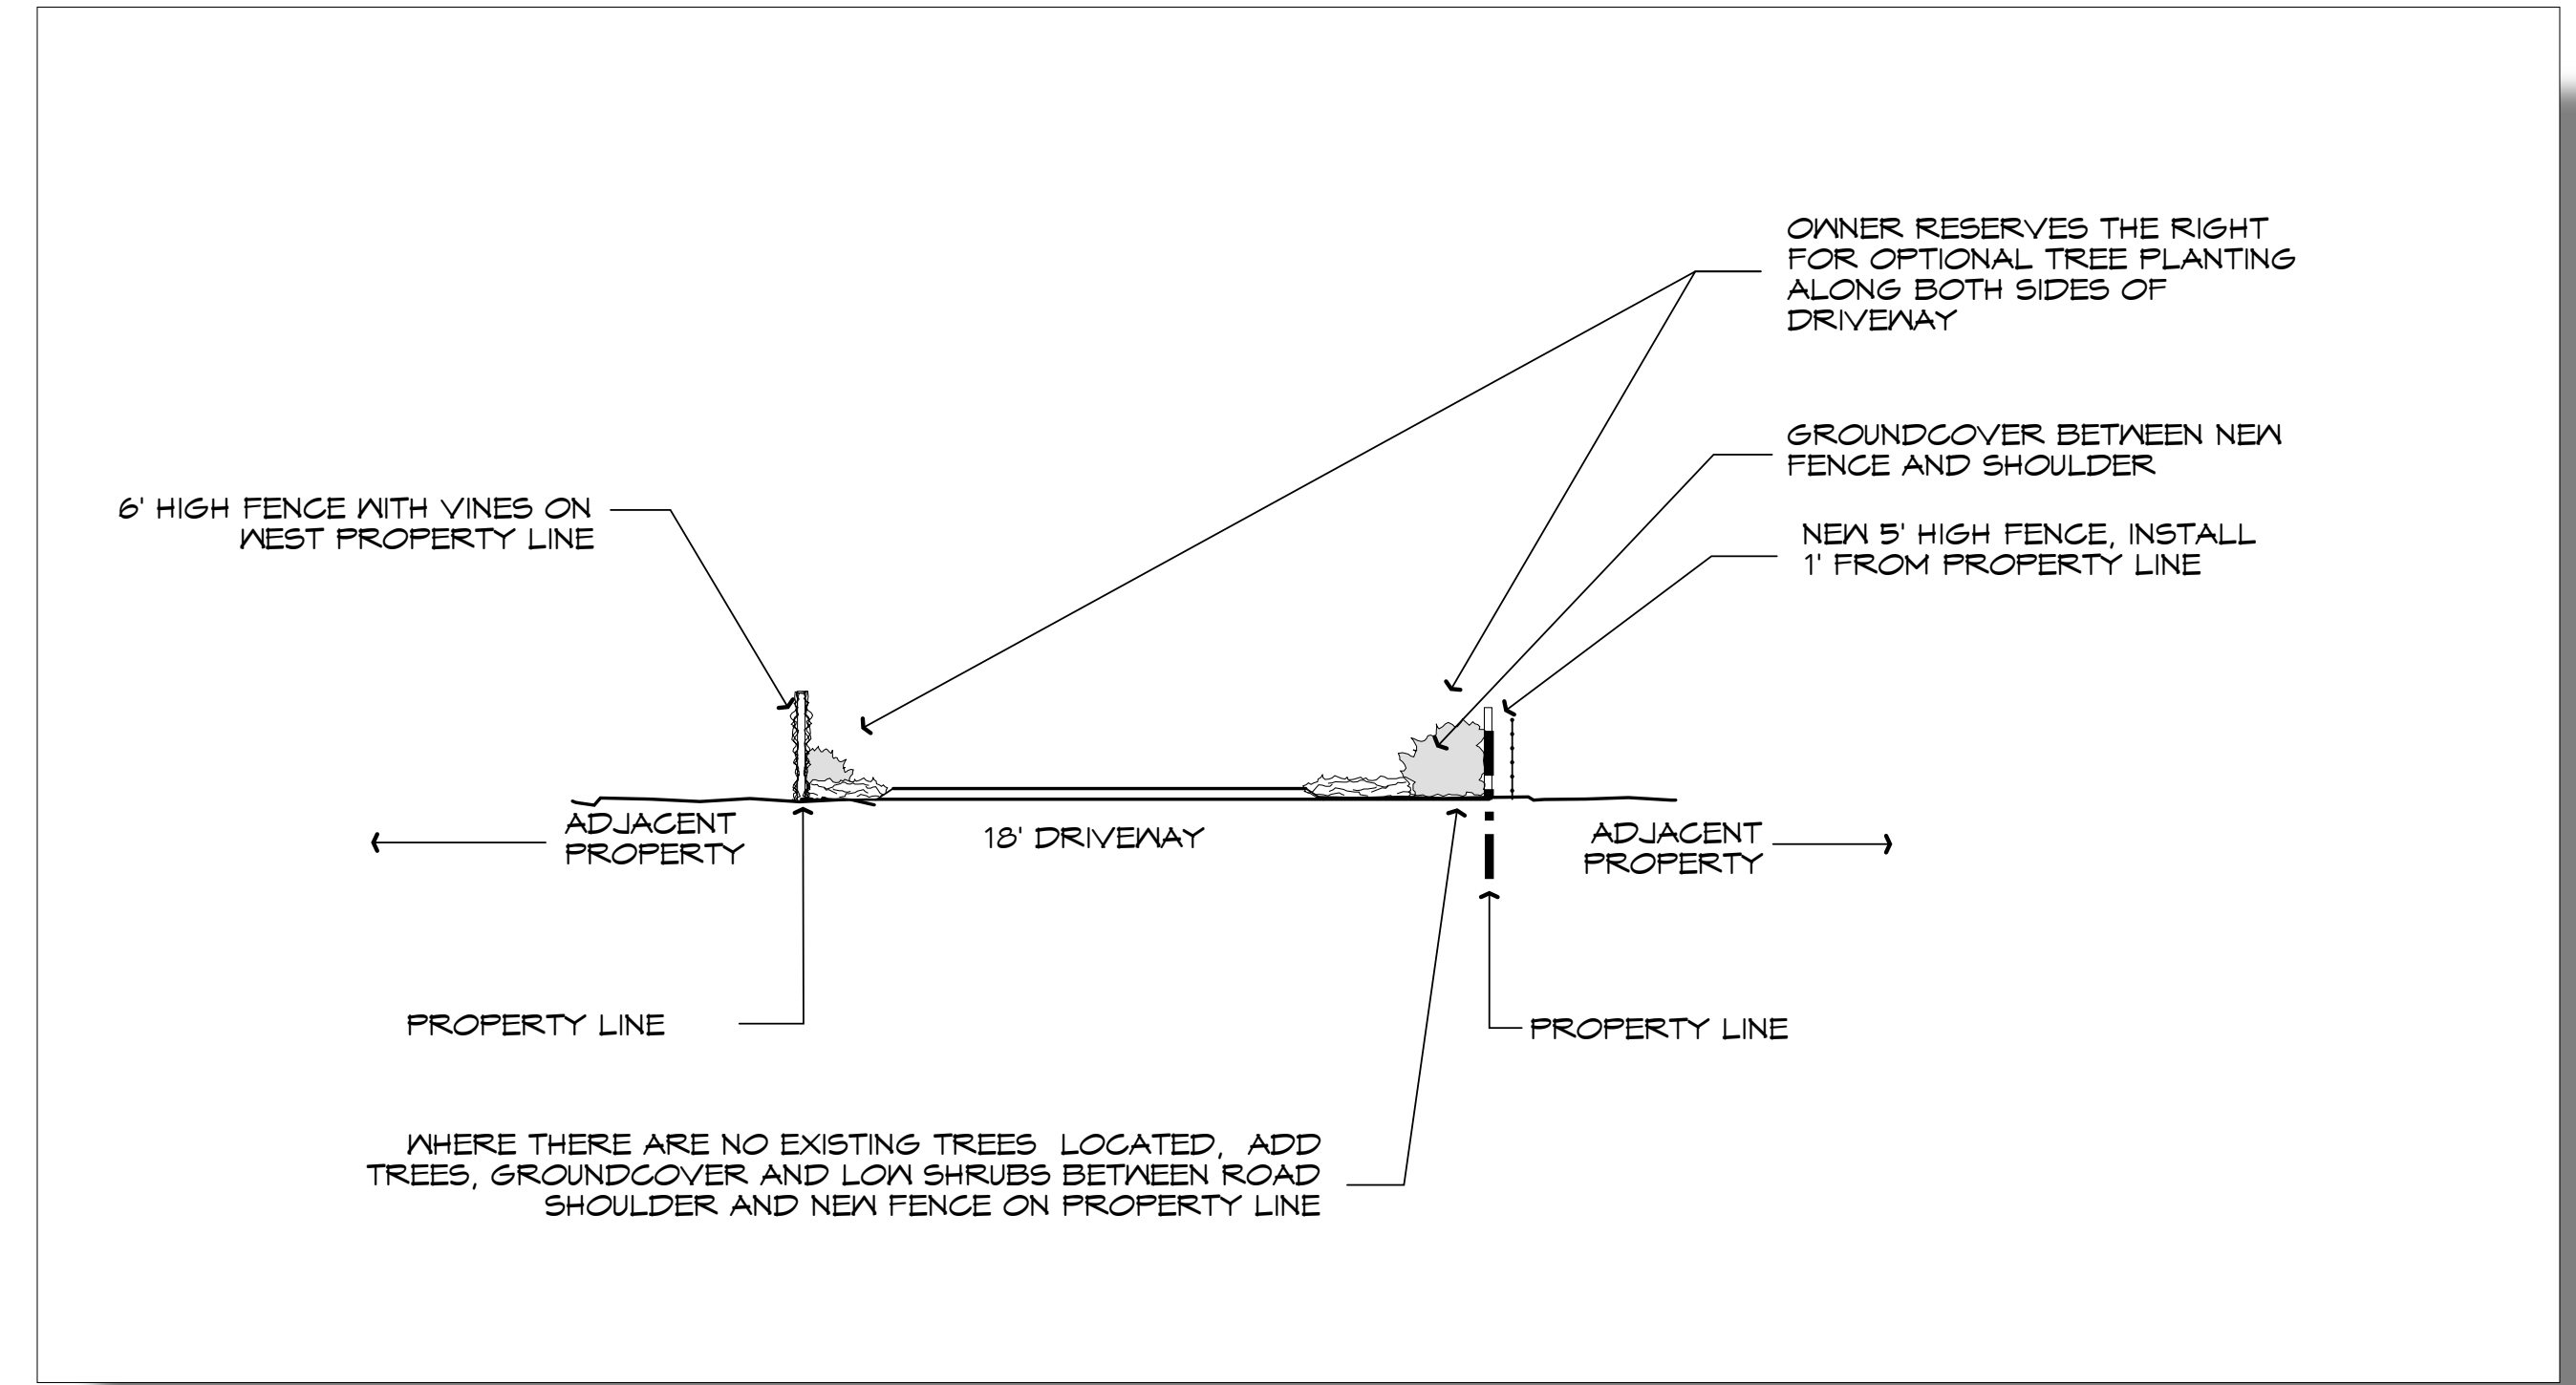 OWNER RESERVES THE RIGHT
FOR OPTIONAL TREE PLANTING
ALONG BOTH SIDES OF
DRIVEWAY
GROUNDCOVER BETWEEN NEW
FENCE AND SHOULDER
6' HIGH FENCE WITH VINES ON
WEST PROPERTY LINE
NEW 5' HIGH FENCE, INSTALL
1' FROM PROPERTY LINE
ADJACENT
PROPERTY
18' DRIVEWAY
ADJACENT
PROPERTY
PROPERTY LINE
PROPERTY LINE
WHERE THERE ARE NO EXISTING TREES LOCATED, ADD
TREES, GROUNDCOVER AND LOW SHRUBS BETWEEN ROAD
SHOULDER AND NEW FENCE ON PROPERTY LINE